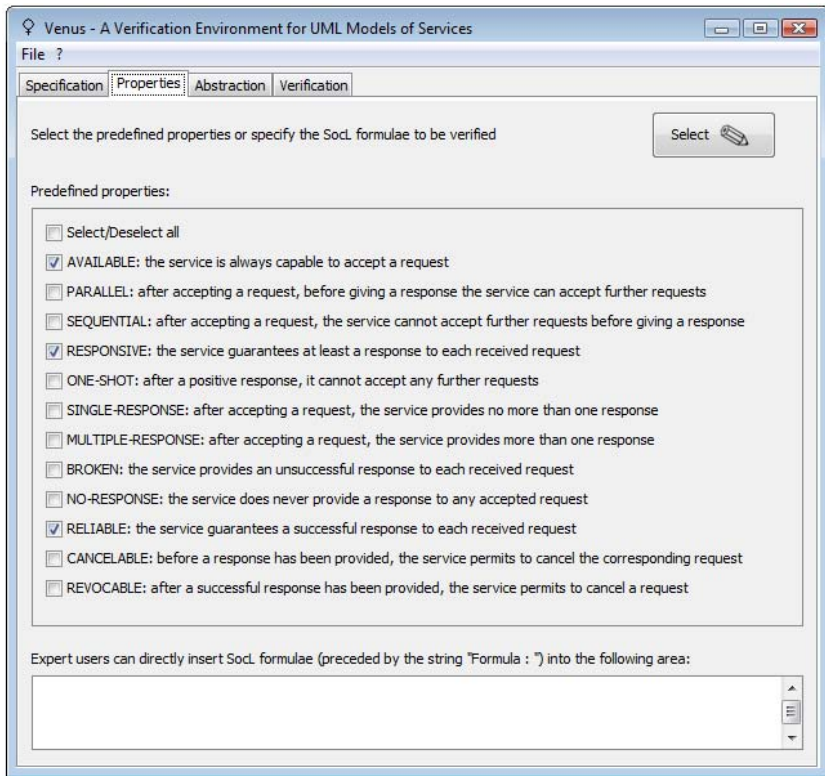 Venus - A Verification Environment for UML Models of Services
File ?
Specification Properties Abstraction Verification
Select the predefined properties or specify the SocL formulae to be verified
Select
Predefined properties:
Select/Deselect all
AVAILABLE: the service is always capable to accept a request
PARALLEL: after accepting a request, before giving a response the service can accept further requests
SEQUENTIAL: after accepting a request, the service cannot accept further requests before giving a response
RESPONSIVE: the service guarantees at least a response to each received request
ONE-SHOT: after a positive response, it cannot accept any further requests
SINGLE-RESPONSE: after accepting a request, the service provides no more than one response
MULTIPLE-RESPONSE: after accepting a request, the service provides more than one response
BROKEN: the service provides an unsuccessful response to each received request
NO-RESPONSE: the service does never provide a response to any accepted request
RELIABLE: the service guarantees a successful response to each received request
CANCELABLE: before a response has been provided, the service permits to cancel the corresponding request
REVOCABLE: after a successful response has been provided, the service permits to cancel a request
Expert users can directly insert SocL formulae (preceded by the string "Formula : ") into the following area: